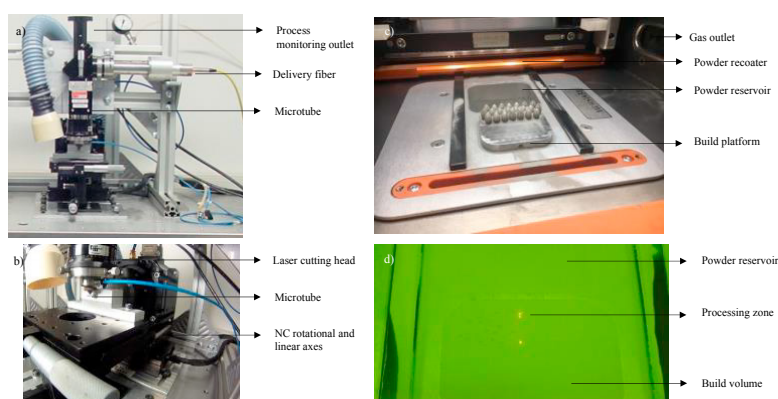 a)
Process
monitoring outlet
Delivery fiber
Microtube
b)
Laser cutting head
Microtube
NC rotational and
linear axes
c)
Gas outlet
Powder recoater
Powder reservoir
Build platform
d)
Powder reservoir
Processing zone
Build volume